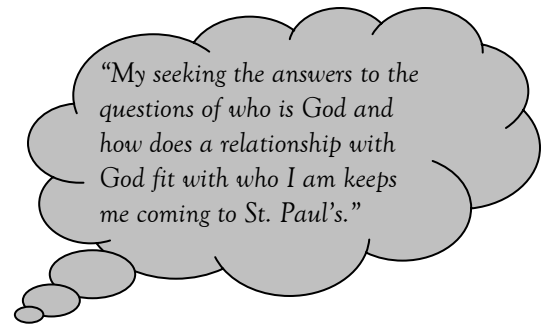 “My seeking the answers to the
questions of who is God and
how does a relationship with
God fit with who I am keeps
me coming to St. Paul’s.”